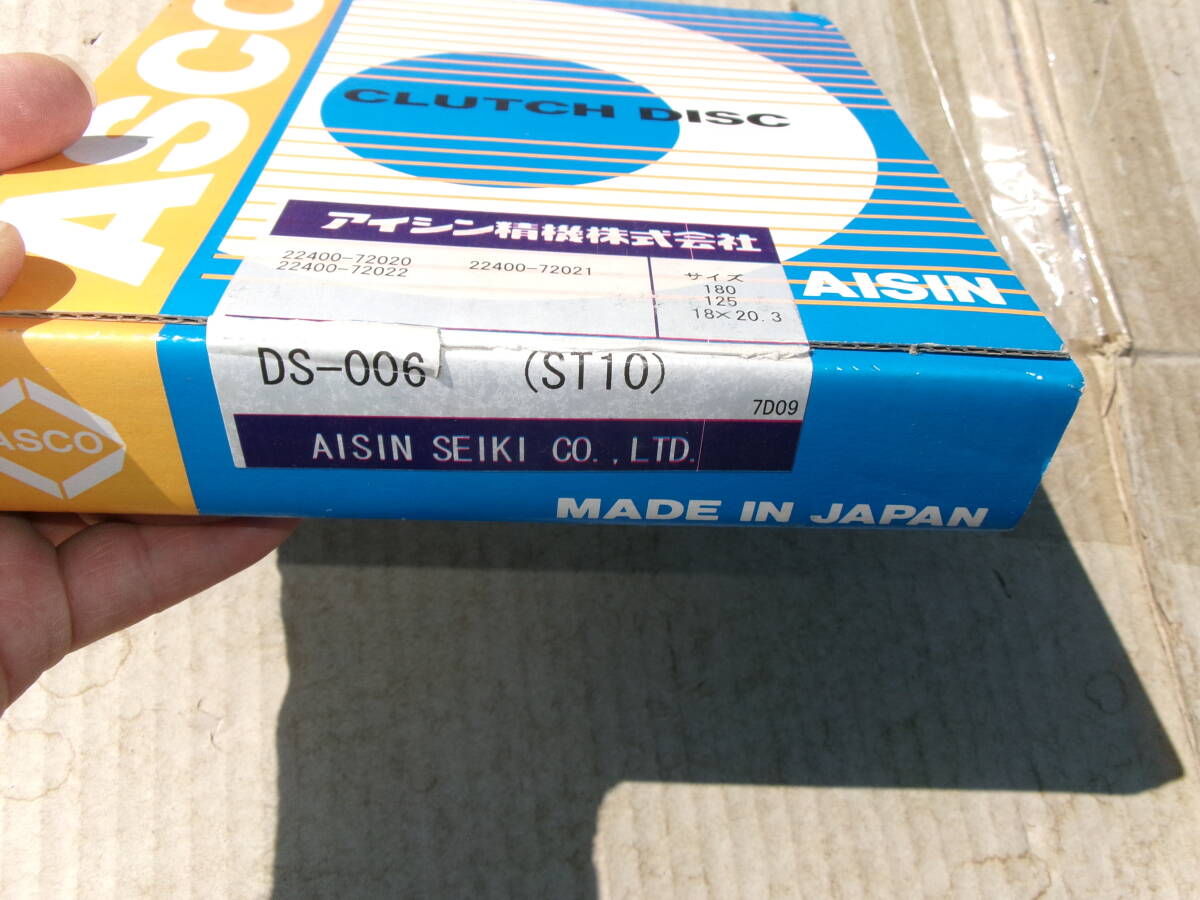 ASCO
CLUTCH DISC
アイシン精機株式会社
22400-72020
22400-72021
22400-72022
サイズ
180
125
18×20.3
AISIN
DS-006 (ST10)
7D09
AISIN SEIKI CO.,LTD.
ASCO
MADE IN JAPAN